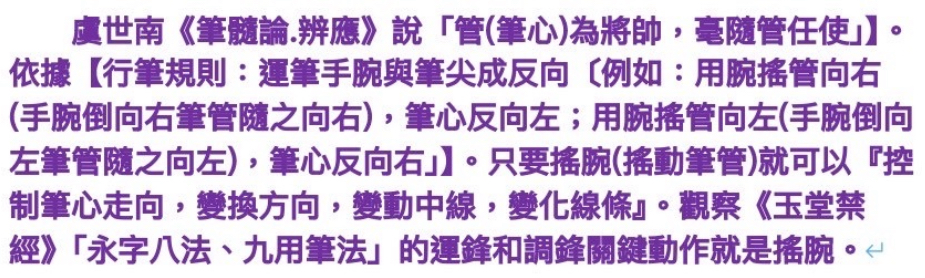 虞世南《筆髓論.辨應》說「管(筆心)為將帥，毫隨管任使」】。
依據【行筆規則：運筆手腕與筆尖成反向〔例如：用腕搖管向右
(手腕倒向右筆管隨之向右)，筆心反向左；用腕搖管向左(手腕倒向
左筆管隨之向左)，筆心反向右」】。只要搖腕(搖動筆管)就可以『控
制筆心走向，變換方向，變動中線，變化線條』。觀察《玉堂禁
經》「永字八法、九用筆法」的運鋒和調鋒關鍵動作就是搖腕。↵